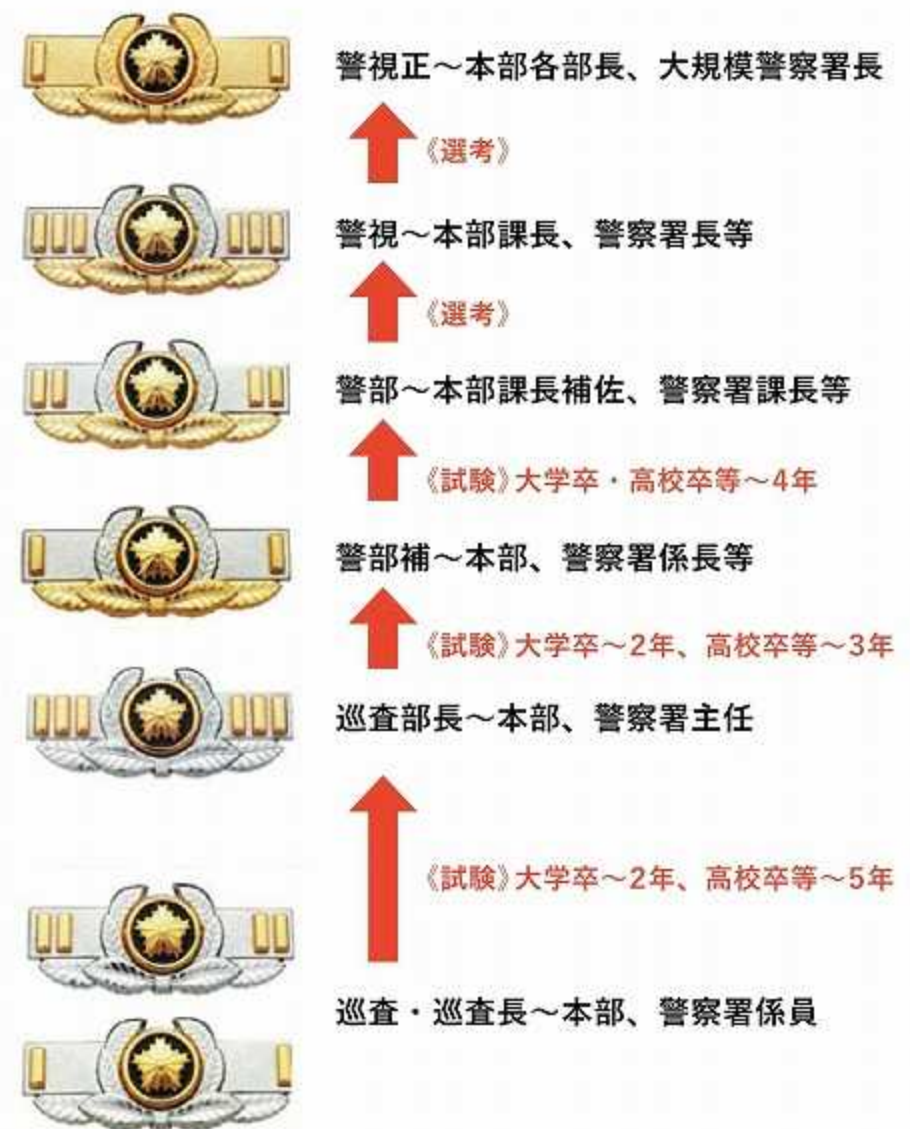 警視正～本部各部長、大規模警察署長
《選考》
警視～本部課長、警察署長等
《選考》
警部～本部課長補佐、警察署課長等
《試験》大学卒・高校卒等～4年
警部補～本部、警察署係長等
《試験》大学卒～2年、高校卒等～3年
巡査部長～本部、警察署主任
《試験》大学卒～2年、高校卒等～5年
巡査・巡査長～本部、警察署係員